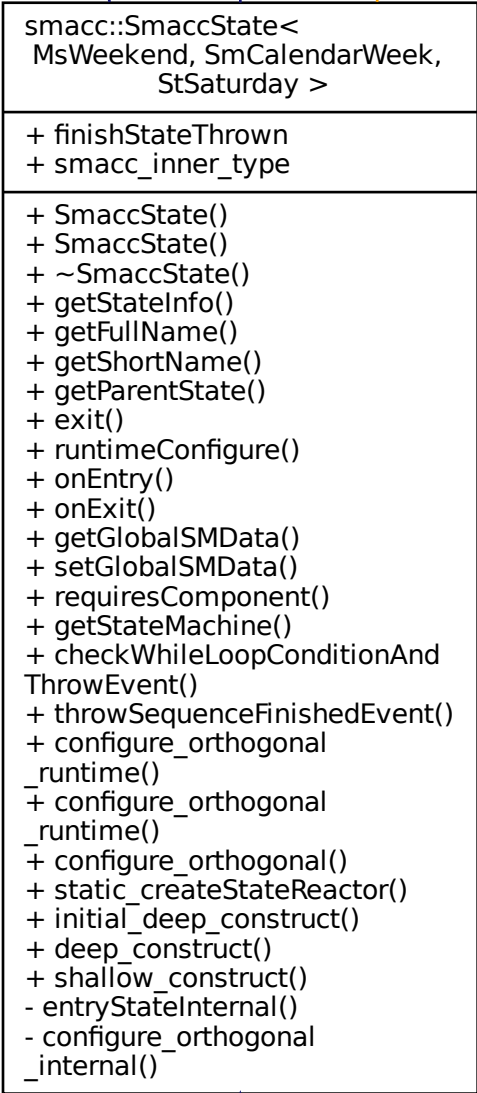 smacc::SmaccState<
MsWeekend, SmCalendarWeek,
StSaturday >
+ finishStateThrown
+ smacc_inner_type
+ SmaccState()
+ SmaccState()
+ ~SmaccState()
+ getStateInfo()
+ getFullName()
+ getShortName()
+ getParentState()
+ exit()
+ runtimeConfigure()
+ onEntry()
+ onExit()
+ getGlobalSMData()
+ setGlobalSMData()
+ requiresComponent()
+ getStateMachine()
+ checkWhileLoopConditionAnd
ThrowEvent()
+ throwSequenceFinishedEvent()
+ configure_orthogonal
_runtime()
+ configure_orthogonal
_runtime()
+ configure_orthogonal()
+ static_createStateReactor()
+ initial_deep_construct()
+ deep_construct()
+ shallow_construct()
- entryStateInternal()
- configure_orthogonal
_internal()